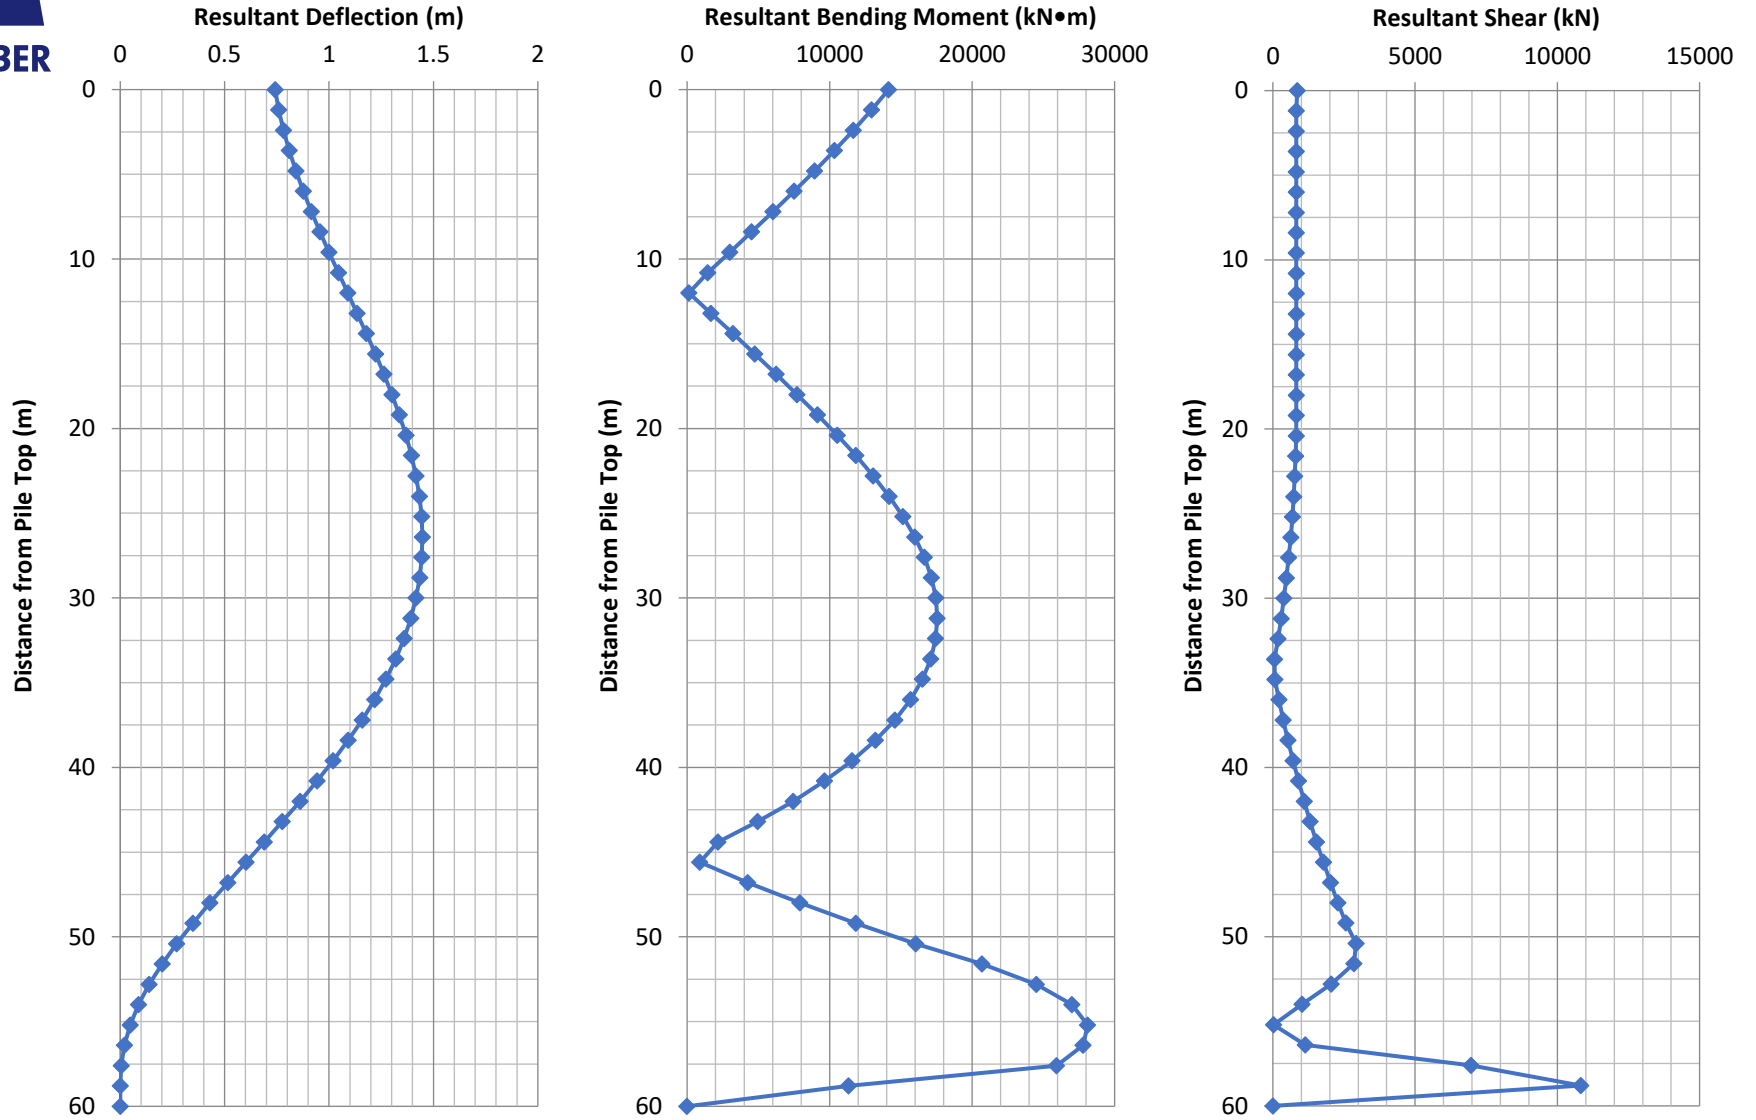 Resultant Deflection (m)
0 0.5 1 1.5 2
0
10
20
30
40
50
60
Distance from Pile Top (m)
Resultant Bending Moment (kN•m)
0 10000 20000 30000
0
10
20
30
40
50
60
Distance from Pile Top (m)
Resultant Shear (kN)
0 5000 10000 15000
0
10
20
30
40
50
60
Distance from Pile Top (m)
BER